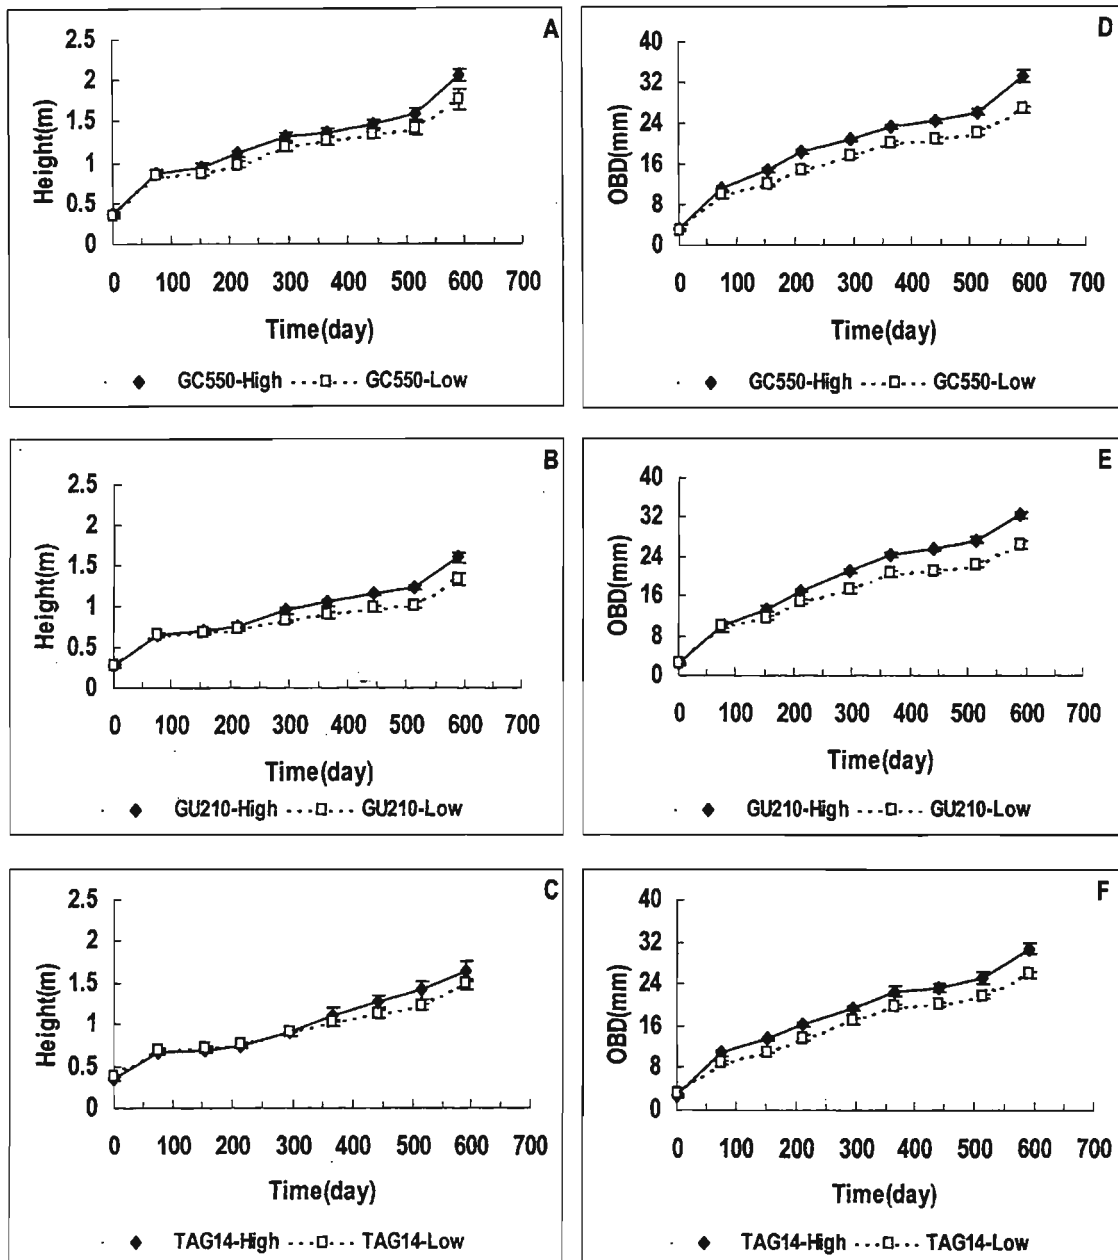 A
2.5
2
1.5
1
0.5
0
Height(m)
0 100 200 300 400 500 600 700
Time(day)
GC550-High GC550-Low
D
40
32
24
16
8
0
OBD(mm)
0 100 200 300 400 500 600 700
Time(day)
GC550-High GC550-Low
B
2.5
2
1.5
1
0.5
0
Height(m)
0 100 200 300 400 500 600 700
Time(day)
GU210-High GU210-Low
E
40
32
24
16
8
0
OBD(mm)
0 100 200 300 400 500 600 700
Time(day)
GU210-High GU210-Low
C
2.5
2
1.5
1
0.5
0
Height(m)
0 100 200 300 400 500 600 700
Time(day)
TAG14-High TAG14-Low
F
40
32
24
16
8
0
OBD(mm)
0 100 200 300 400 500 600 700
Time(day)
TAG14-High TAG14-Low